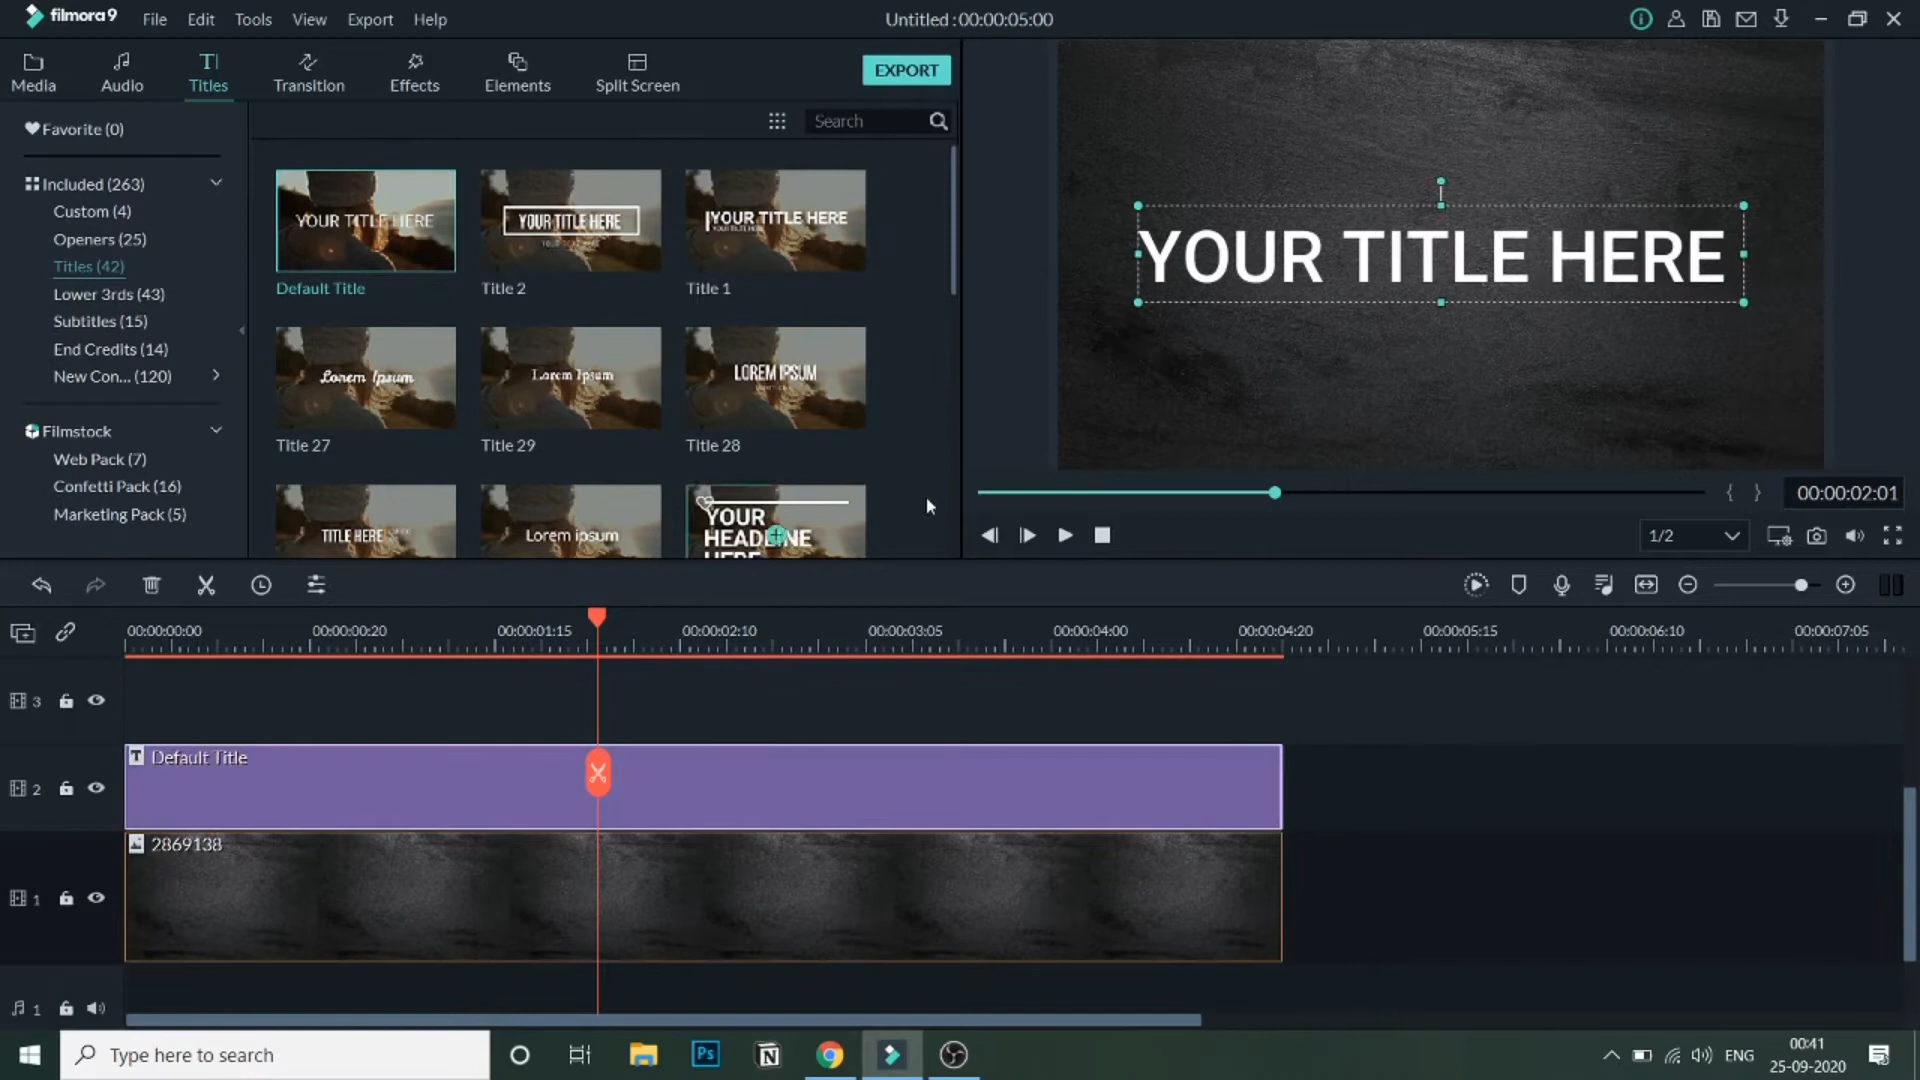 filmora9
File Edit Tools View Export Help
Untitled : 00:00:05:00
Media
Audio
Titles
Transition
Effects
Elements
Split Screen
EXPORT
Favorite (0)
Included (263)
Custom (4)
Openers (25)
Titles (42)
Lower 3rds (43)
Subtitles (15)
End Credits (14)
New Con... (120)
Filmstock
Web Pack (7)
Confetti Pack (16)
Marketing Pack (5)
Search
YOUR TITLE HERE
Default Title
YOUR TITLE HERE
Title 2
YOUR TITLE HERE
Title 1
Lorem Ipsum
Title 27
Lorem Ipsum
Title 29
LOREM IPSUM
Title 28
TITLE HERE
Lorem ipsum
YOUR
HEADLINE
HERE
YOUR TITLE HERE
00:00:02:01
1/2
00:00:00:00 00:00:00:20 00:00:01:15 00:00:02:10 00:00:03:05 00:00:04:00 00:00:04:20 00:00:05:15 00:00:06:10 00:00:07:05
3
2
T Default Title
1
2869138
1
Type here to search
Ps
N
ENG
00:41
25-09-2020